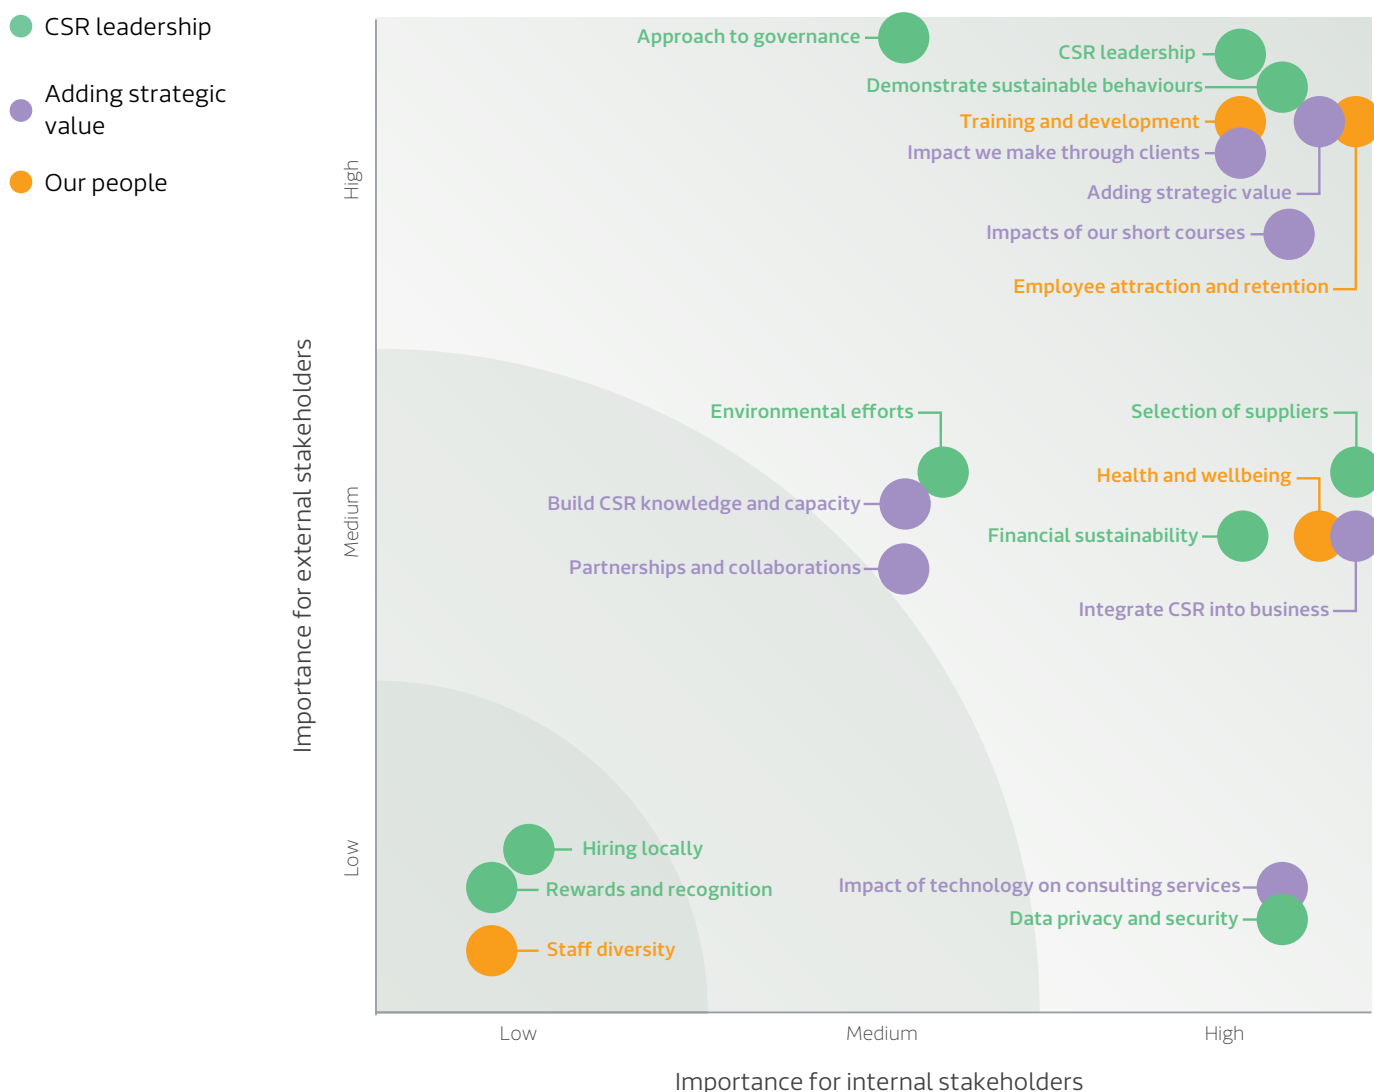 CSR leadership
Adding strategic
value
Our people
Importance for external stakeholders
High
Medium
Low
Approach to governance
CSR leadership
Demonstrate sustainable behaviours
Training and development
Impact we make through clients
Adding strategic value
Impacts of our short courses
Employee attraction and retention
Environmental efforts
Selection of suppliers
Health and wellbeing
Build CSR knowledge and capacity
Financial sustainability
Partnerships and collaborations
Integrate CSR into business
Hiring locally
Rewards and recognition
Impact of technology on consulting services
Data privacy and security
Staff diversity
Low
Medium
High
Importance for internal stakeholders